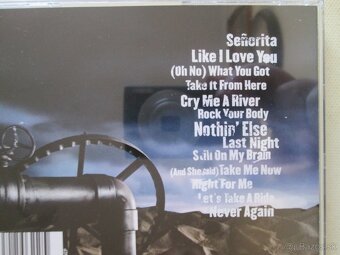 Señorita
Like I Love You
(Oh No) What You Got
Take It From Here
Cry Me A River
Rock Your Body
Nothin' Else
Last Night
Still On My Brain
(And She Said) Take Me Now
Right For Me
Let's Take A Ride
Never Again